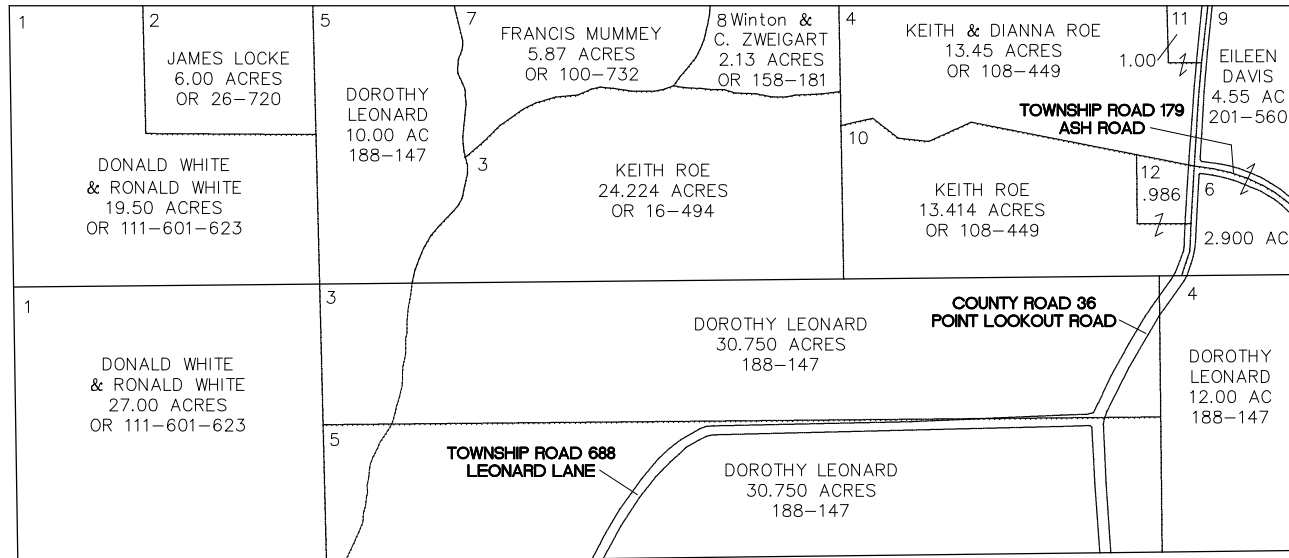 1
2
JAMES LOCKE
6.00 ACRES
OR 26-720
DONALD WHITE
& RONALD WHITE
19.50 ACRES
OR 111-601-623
5
DOROTHY
LEONARD
10.00 AC
188-147
7
FRANCIS MUMMEY
5.87 ACRES
OR 100-732
8 Winton &
C. ZWEIGART
2.13 ACRES
OR 158-181
3
KEITH ROE
24.224 ACRES
OR 16-494
4
KEITH & DIANNA ROE
13.45 ACRES
OR 108-449
11
1.00
9
EILEEN
DAVIS
4.55 AC
201-560
TOWNSHIP ROAD 179
ASH ROAD
10
KEITH ROE
13.414 ACRES
OR 108-449
12
.986
6
2.900 AC
1
DONALD WHITE
& RONALD WHITE
27.00 ACRES
OR 111-601-623
3
DOROTHY LEONARD
30.750 ACRES
188-147
COUNTY ROAD 36
POINT LOOKOUT ROAD
4
DOROTHY
LEONARD
12.00 AC
188-147
5
TOWNSHIP ROAD 688
LEONARD LANE
DOROTHY LEONARD
30.750 ACRES
188-147